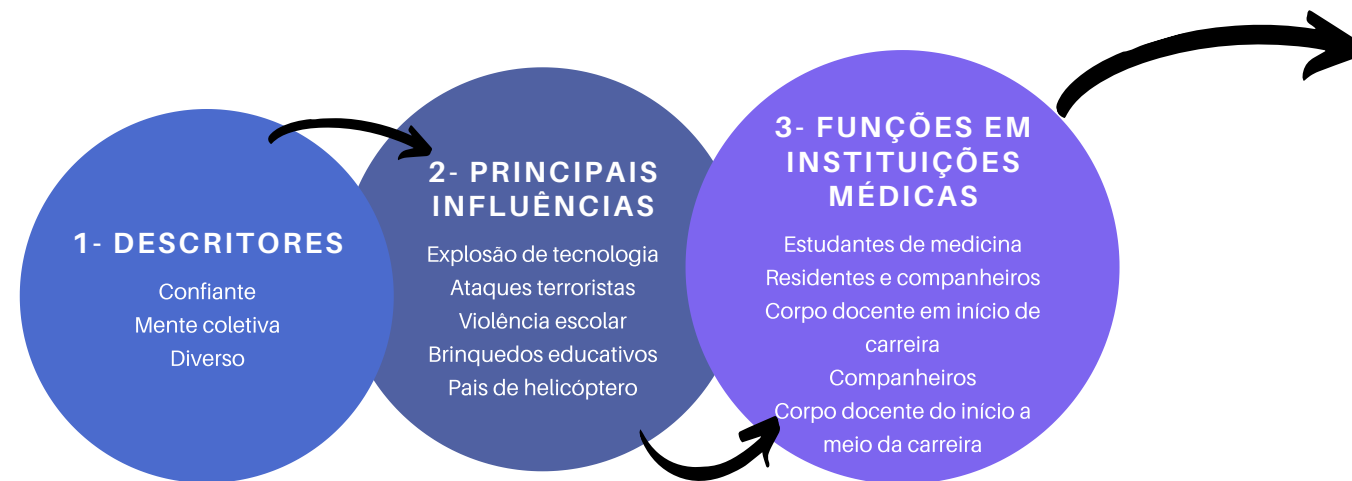 1- DESCRITORES
Confiante
Mente coletiva
Diverso
2- PRINCIPAIS
INFLUÊNCIAS
Explosão de tecnologia
Ataques terroristas
Violência escolar
Brinquedos educativos
Pais de helicóptero
3- FUNÇÕES EM
INSTITUIÇÕES
MÉDICAS
Estudantes de medicina
Residentes e companheiros
Corpo docente em início de
carreira
Companheiros
Corpo docente do início a
meio da carreira